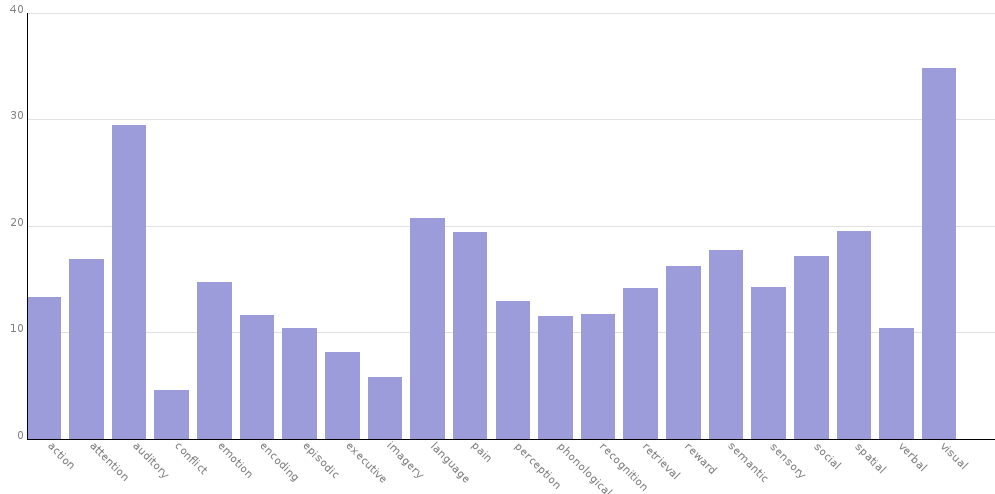 40
30
20
10
0
action
attention
auditory
conflict
emotion
encoding
episodic
executive
imagery
language
pain
perception
phonological
recognition
retrieval
reward
semantic
sensory
social
spatial
verbal
visual